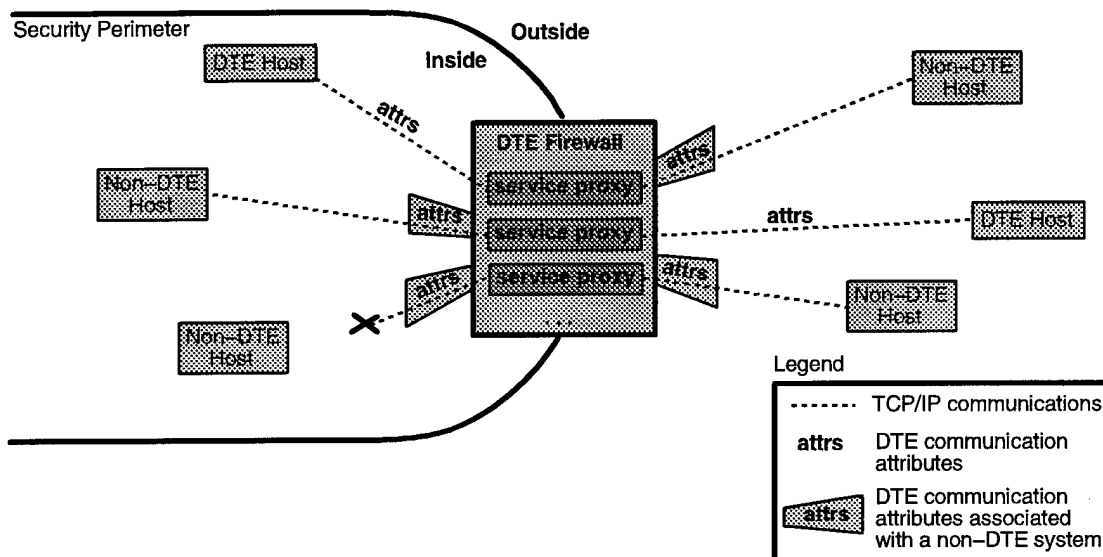 Security Perimeter
Outside
Inside
DTE Host
attrs
Non–DTE
Host
attrs
Non–DTE
Host
attrs
DTE Firewall
service proxy
service proxy
service proxy
. . .
attrs
Non–DTE
Host
attrs
DTE Host
attrs
Non–DTE
Host
Legend
TCP/IP communications
attrs
DTE communication
attributes
attrs
DTE communication
attributes associated
with a non–DTE system